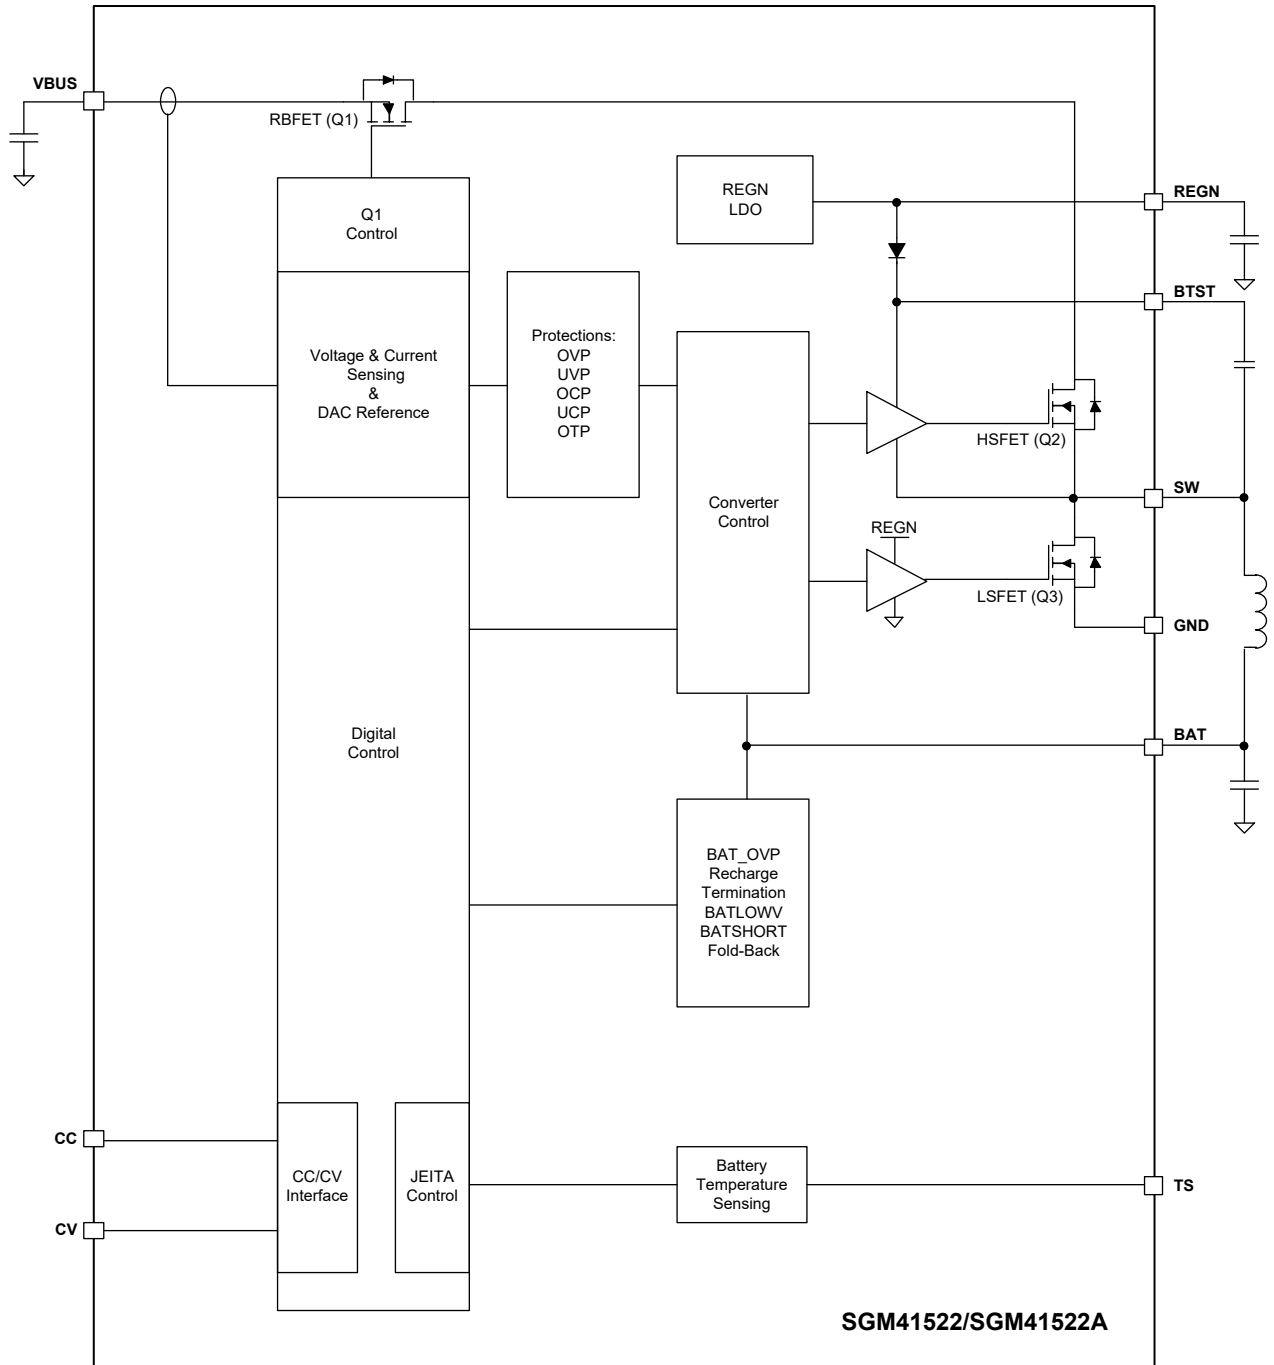 VBUS
RBFET (Q1)
Q1
Control
REGN
LDO
REGN
BTST
Voltage & Current
Sensing
&
DAC Reference
Protections:
OVP
UVP
OCP
UCP
OTP
HSFET (Q2)
Converter
Control
SW
REGN
LSFET (Q3)
GND
Digital
Control
BAT
BAT_OVP
Recharge
Termination
BATLOWV
BATSHORT
Fold-Back
CC
CV
CC/CV
Interface
JEITA
Control
Battery
Temperature
Sensing
TS
SGM41522/SGM41522A